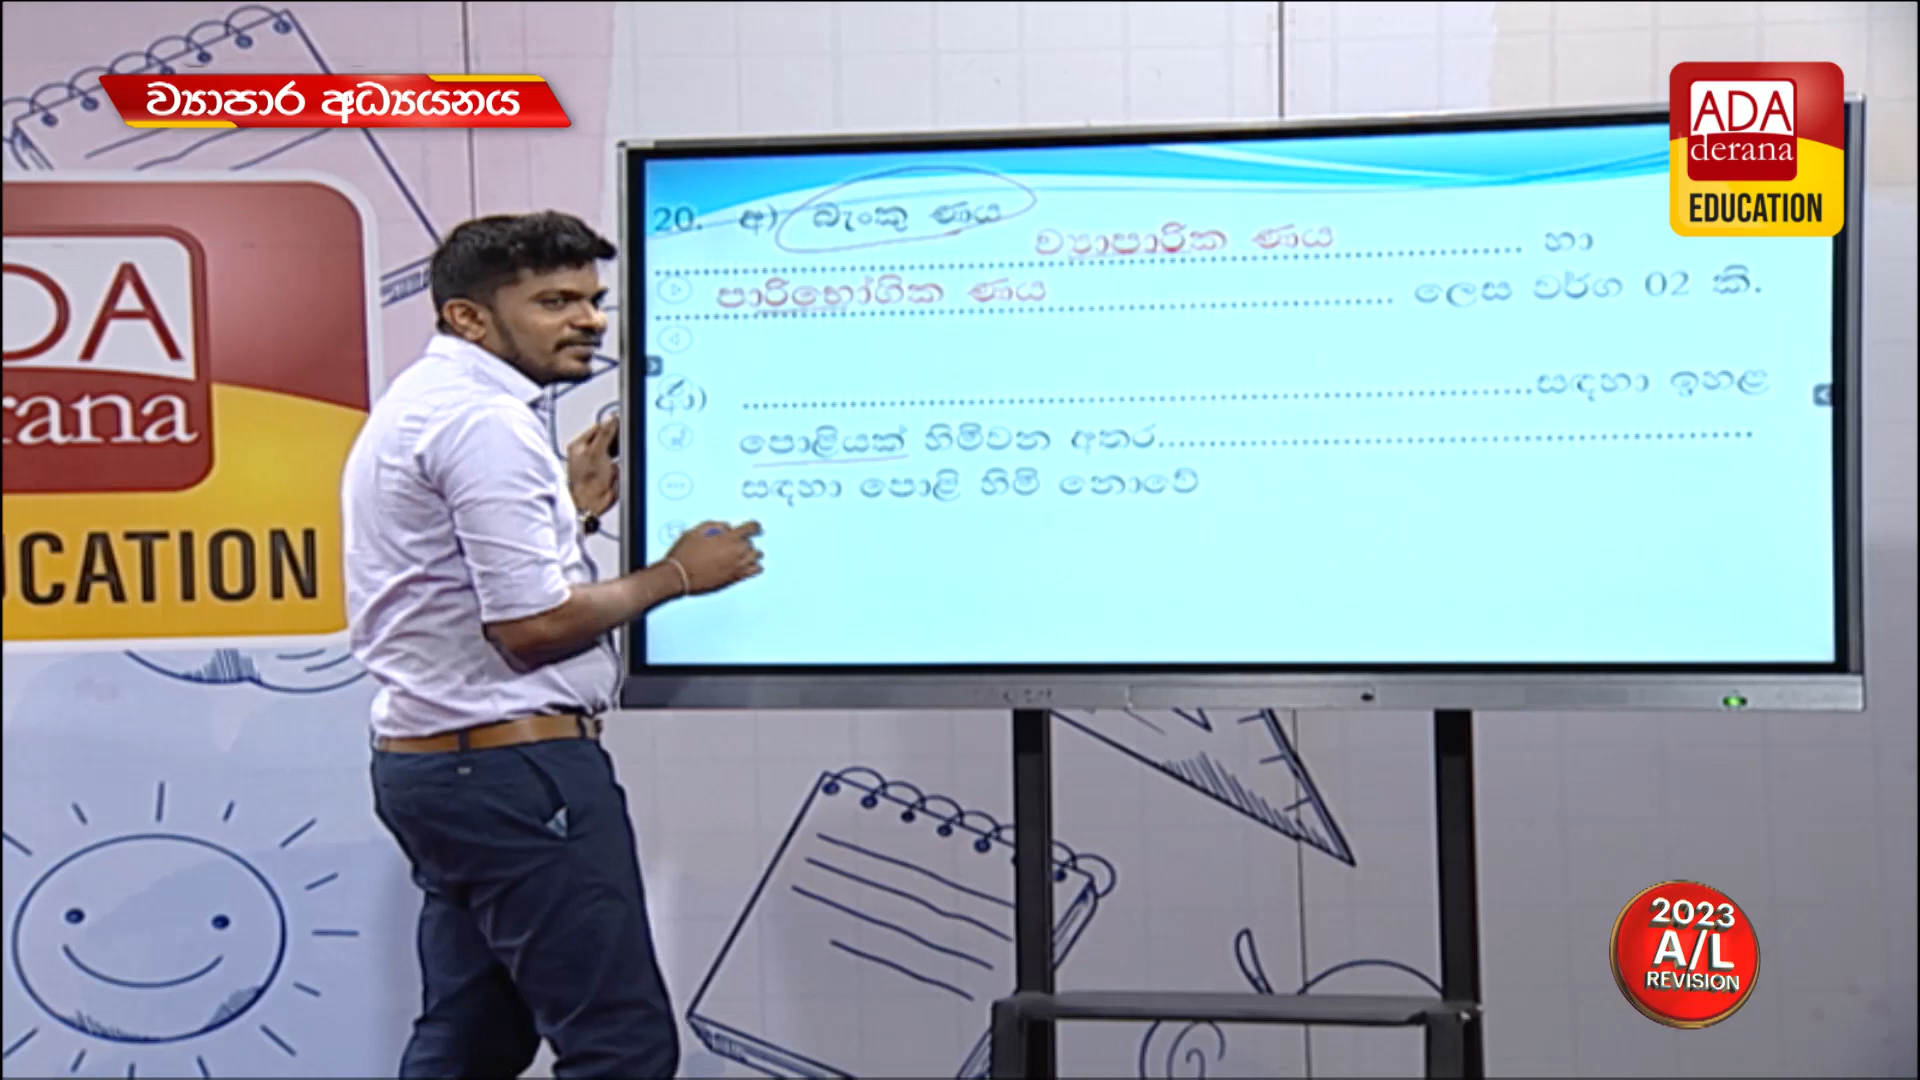 ව්‍යාපාර අධ්‍යයනය
ADA
derana
EDUCATION
20. අ) බැංකු ණය
ව්‍යාපාරික ණය ........................ හා
පාරිභෝගික ණය ........................................ ලෙස වර්ග 02 කි.
ආ) ........................................................................සඳහා ඉහළ
පොළියක් හිමිවන අතර............................................................
සඳහා පොළි හිමි නොවේ
DA
rana
CATION
2023
A/L
REVISION